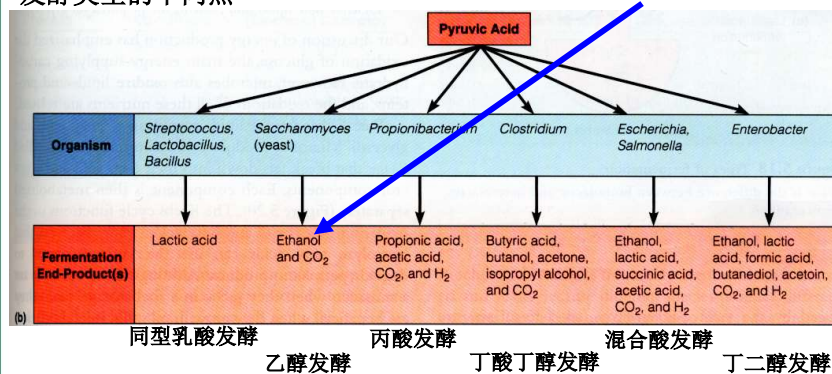 Pyruvic Acid
Organism
Streptococcus,
Lactobacillus,
Bacillus
Saccharomyces
(yeast)
Propionibacterium
Clostridium
Escherichia,
Salmonella
Enterobacter
Fermentation
End-Product(s)
Lactic acid
Ethanol
and CO₂
Propionic acid,
acetic acid,
CO₂, and H₂
Butyric acid,
butanol, acetone,
isopropyl alcohol,
and CO₂
Ethanol,
lactic acid,
succinic acid,
acetic acid,
CO₂, and H₂
Ethanol, lactic
acid, formic acid,
butanediol, acetoin,
CO₂, and H₂
(b)
同型乳酸发酵
乙醇发酵
丙酸发酵
丁酸丁醇发酵
混合酸发酵
丁二醇发酵